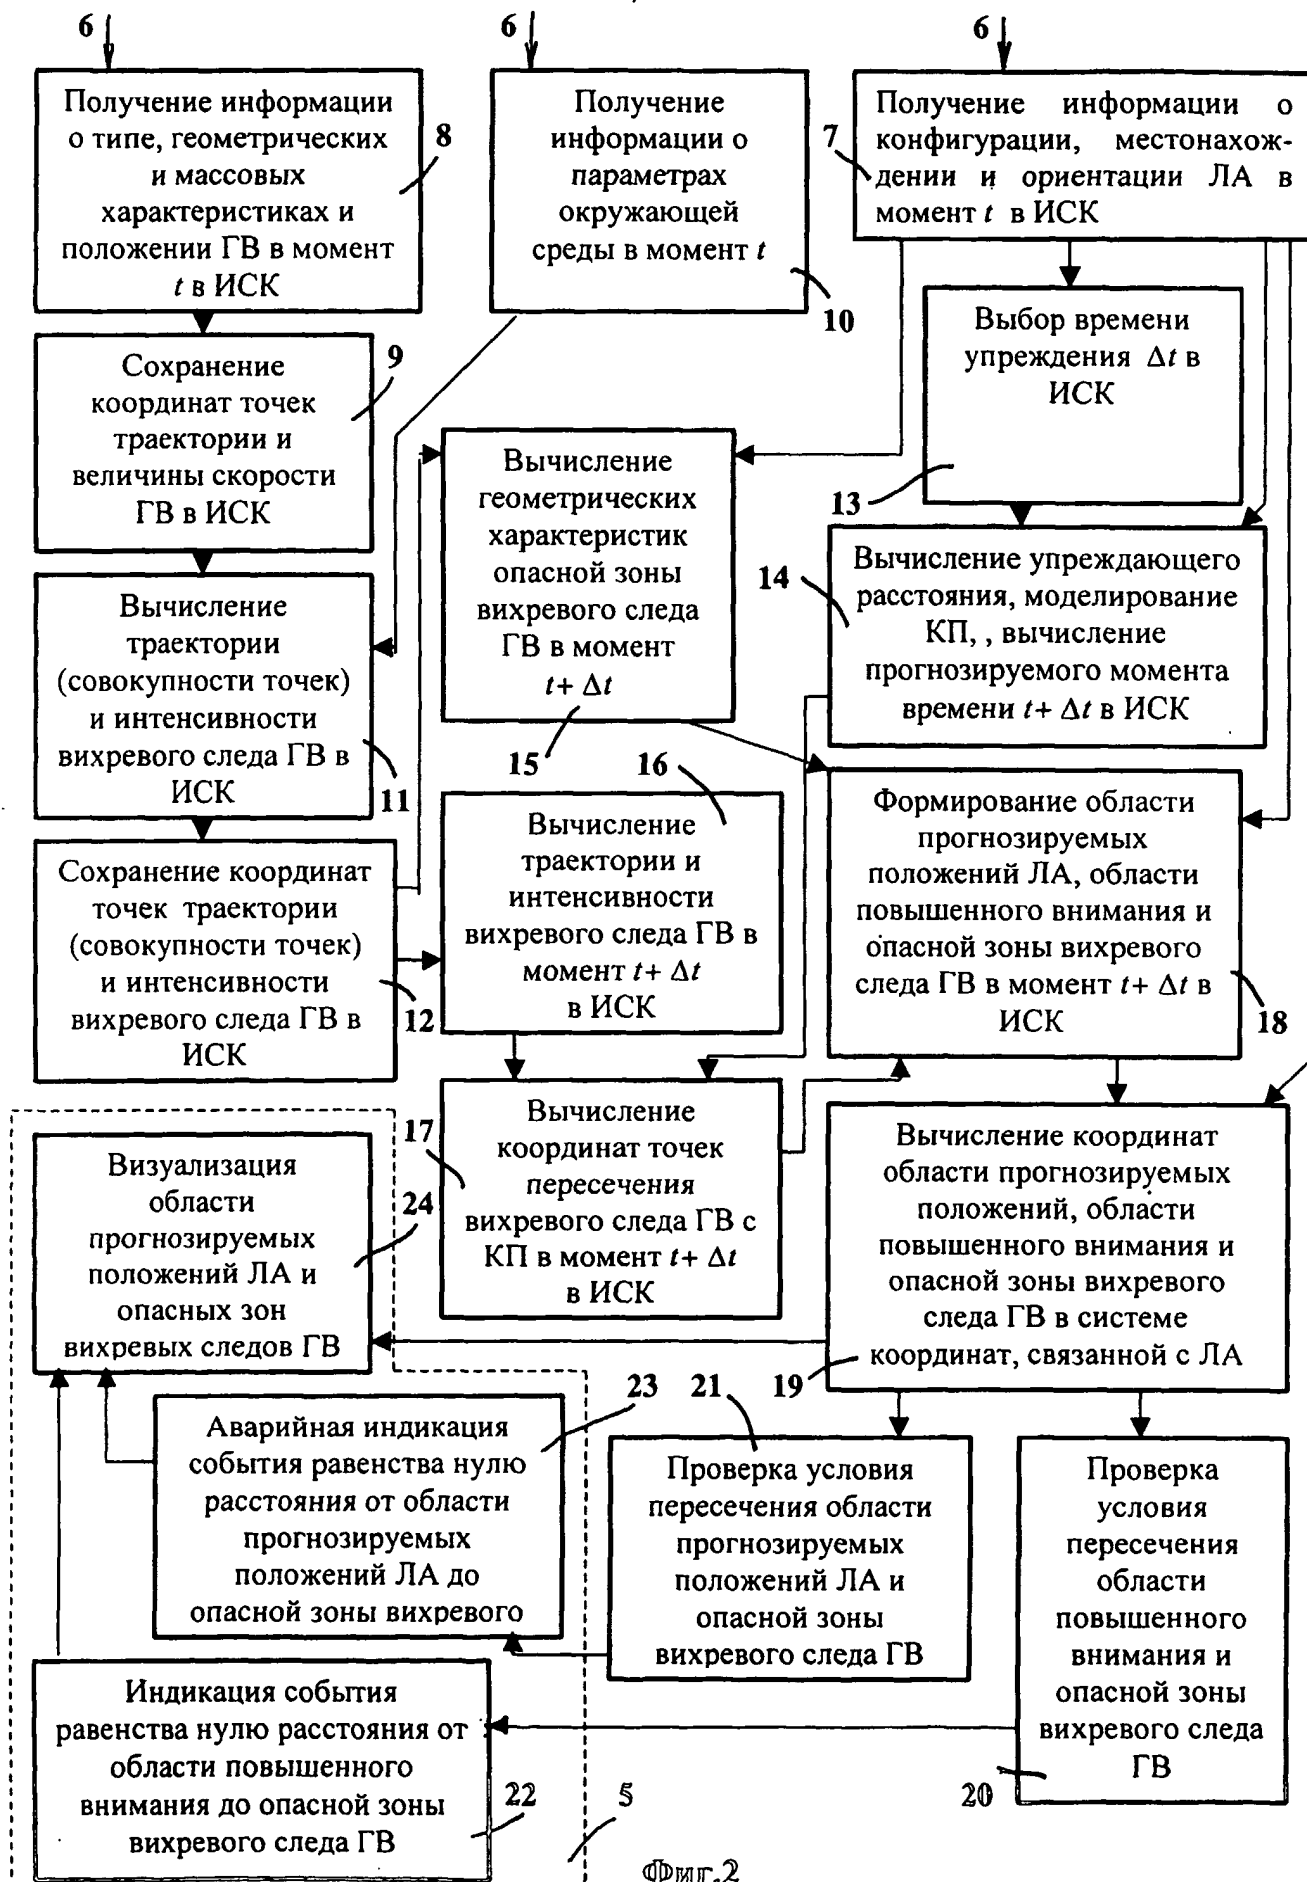 6
6
6
Получение информации
о типе, геометрических
и массовых
характеристиках и
положении ГВ в момент
t в ИСК
8
Получение
информации о
параметрах
окружающей
среды в момент t
10
Получение информации о
конфигурации, местонахож-
дении и ориентации ЛА в
момент t в ИСК
7
Сохранение
координат точек
траектории и
величины скорости
ГВ в ИСК
9
Выбор времени
упреждения Δt в
ИСК
13
Вычисление
геометрических
характеристик
опасной зоны
вихревого следа
ГВ в момент
t+ Δt
15
Вычисление упреждающего
расстояния, моделирование
КП, , вычисление
прогнозируемого момента
времени t+ Δt в ИСК
14
Вычисление
траектории
(совокупности точек)
и интенсивности
вихревого следа ГВ в
ИСК
11
Вычисление
траектории и
интенсивности
вихревого следа ГВ в
момент t+ Δt
в ИСК
16
Формирование области
прогнозируемых
положений ЛА, области
повышенного внимания и
опасной зоны вихревого
следа ГВ в момент t+ Δt в
ИСК
18
Сохранение координат
точек траектории
(совокупности точек)
и интенсивности
вихревого следа ГВ в
ИСК
12
Вычисление
координат точек
пересечения
вихревого следа ГВ с
КП в момент t+ Δt
в ИСК
17
Вычисление координат
области прогнозируемых
положений, области
повышенного внимания и
опасной зоны вихревого
следа ГВ в системе
координат, связанной с ЛА
19
Визуализация
области
прогнозируемых
положений ЛА и
опасных зон
вихревых следов ГВ
24
Аварийная индикация
события равенства нулю
расстояния от области
прогнозируемых
положений ЛА до
опасной зоны вихревого
23
Проверка условия
пересечения области
прогнозируемых
положений ЛА и
опасной зоны
вихревого следа ГВ
21
Проверка
условия
пересечения
области
повышенного
внимания и
опасной зоны
вихревого следа
ГВ
20
Индикация события
равенства нулю расстояния от
области повышенного
внимания до опасной зоны
вихревого следа ГВ
22
5
Фиг.2